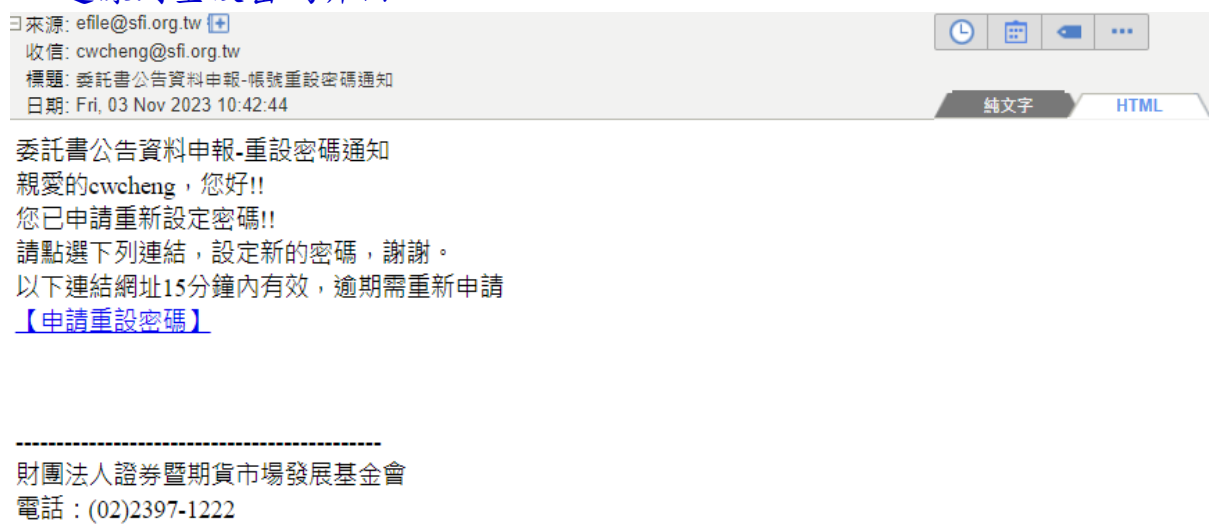 來源: efile@sfi.org.tw
收信: cwcheng@sfi.org.tw
標題: 委託書公告資料申報-帳號重設密碼通知
日期: Fri, 03 Nov 2023 10:42:44
純文字 HTML
委託書公告資料申報-重設密碼通知
親愛的cwcheng，您好!!
您已申請重新設定密碼!!
請點選下列連結，設定新的密碼，謝謝。
以下連結網址15分鐘內有效，逾期需重新申請
【申請重設密碼】
---------------------------------------------
財團法人證券暨期貨市場發展基金會
電話：(02)2397-1222